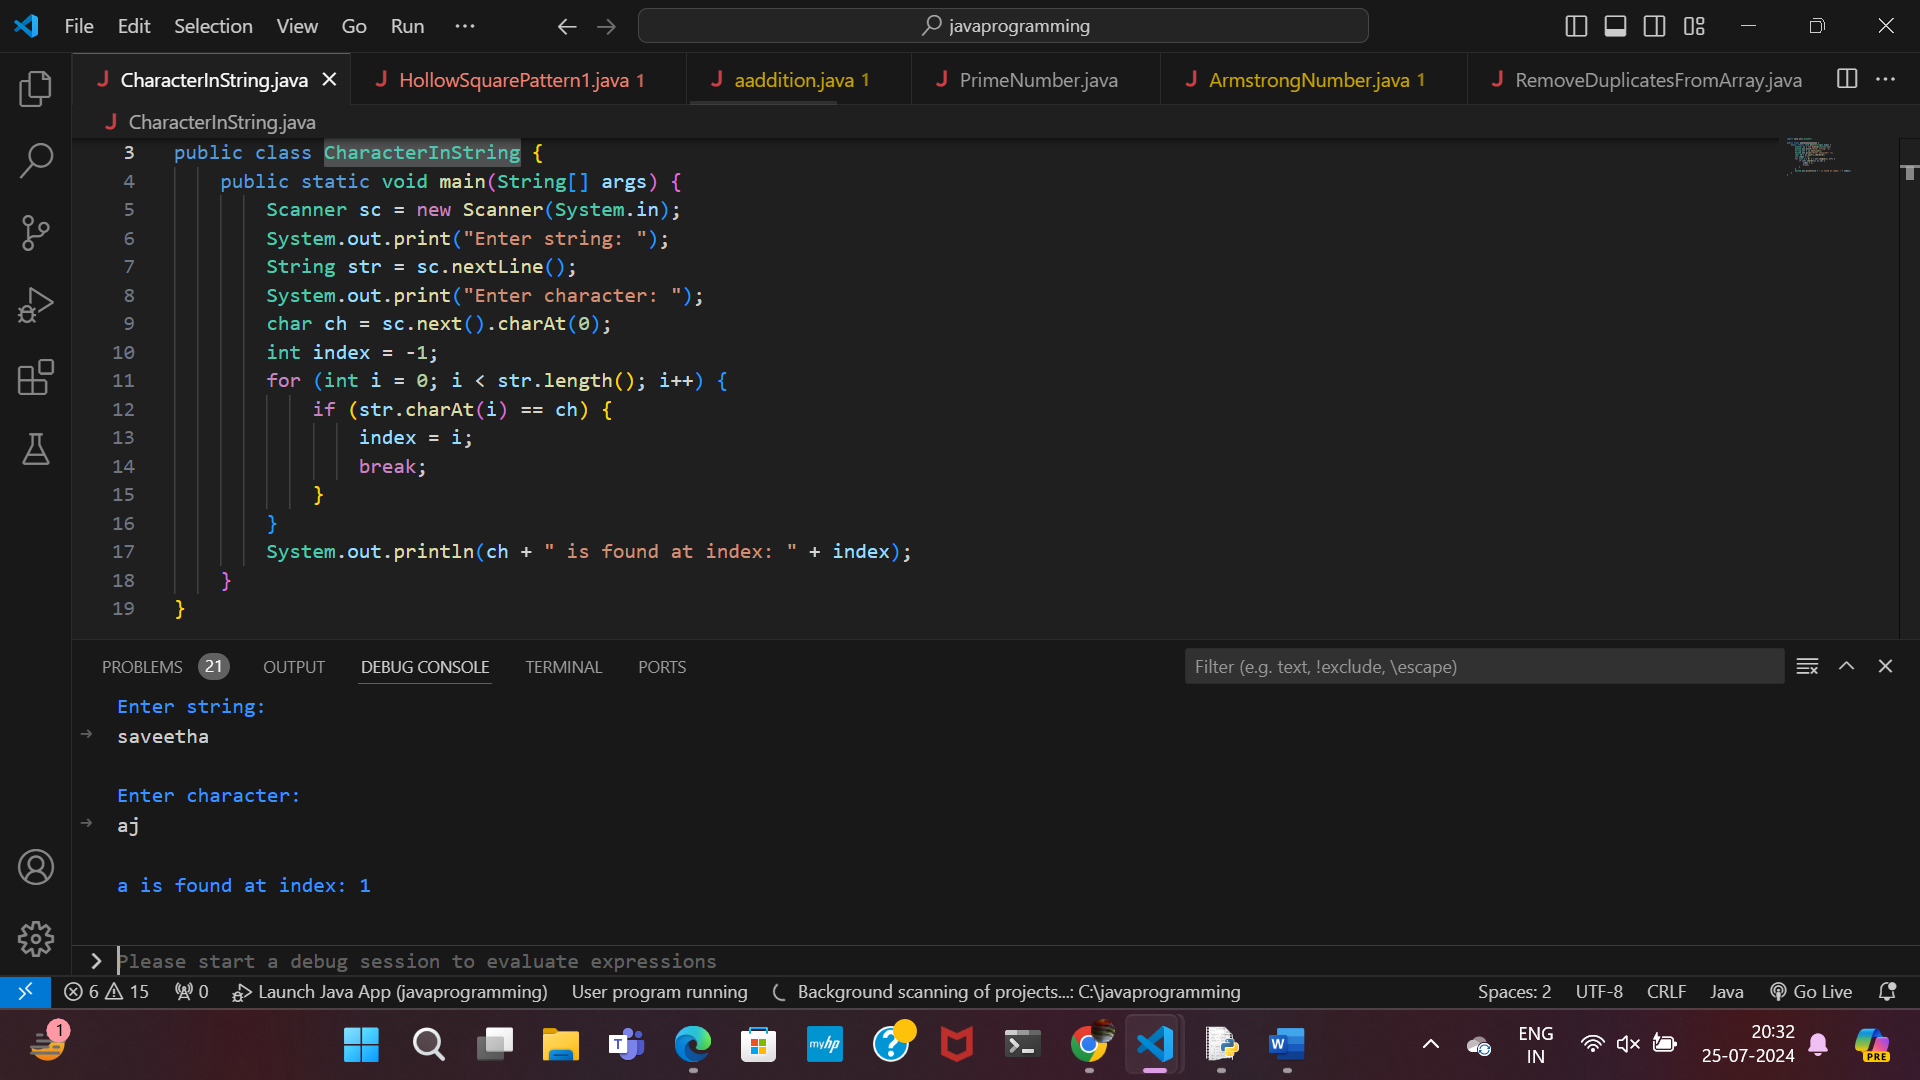 File Edit Selection View Go Run ··· javaprogramming
CharacterInString.java HollowSquarePattern1.java 1 aaddition.java 1 PrimeNumber.java ArmstrongNumber.java 1 RemoveDuplicatesFromArray.java
CharacterInString.java
3 public class CharacterInString {
4 public static void main(String[] args) {
5 Scanner sc = new Scanner(System.in);
6 System.out.print("Enter string: ");
7 String str = sc.nextLine();
8 System.out.print("Enter character: ");
9 char ch = sc.next().charAt(0);
10 int index = -1;
11 for (int i = 0; i < str.length(); i++) {
12 if (str.charAt(i) == ch) {
13 index = i;
14 break;
15 }
16 }
17 System.out.println(ch + " is found at index: " + index);
18 }
19 }
PROBLEMS 21 OUTPUT DEBUG CONSOLE TERMINAL PORTS Filter (e.g. text, !exclude, \escape)
Enter string:
saveetha
Enter character:
aj
a is found at index: 1
Please start a debug session to evaluate expressions
6 15 0 Launch Java App (javaprogramming) User program running Background scanning of projects...: C:\javaprogramming Spaces: 2 UTF-8 CRLF Java Go Live
1 myhp W ENG 20:32
IN 25-07-2024 PRE